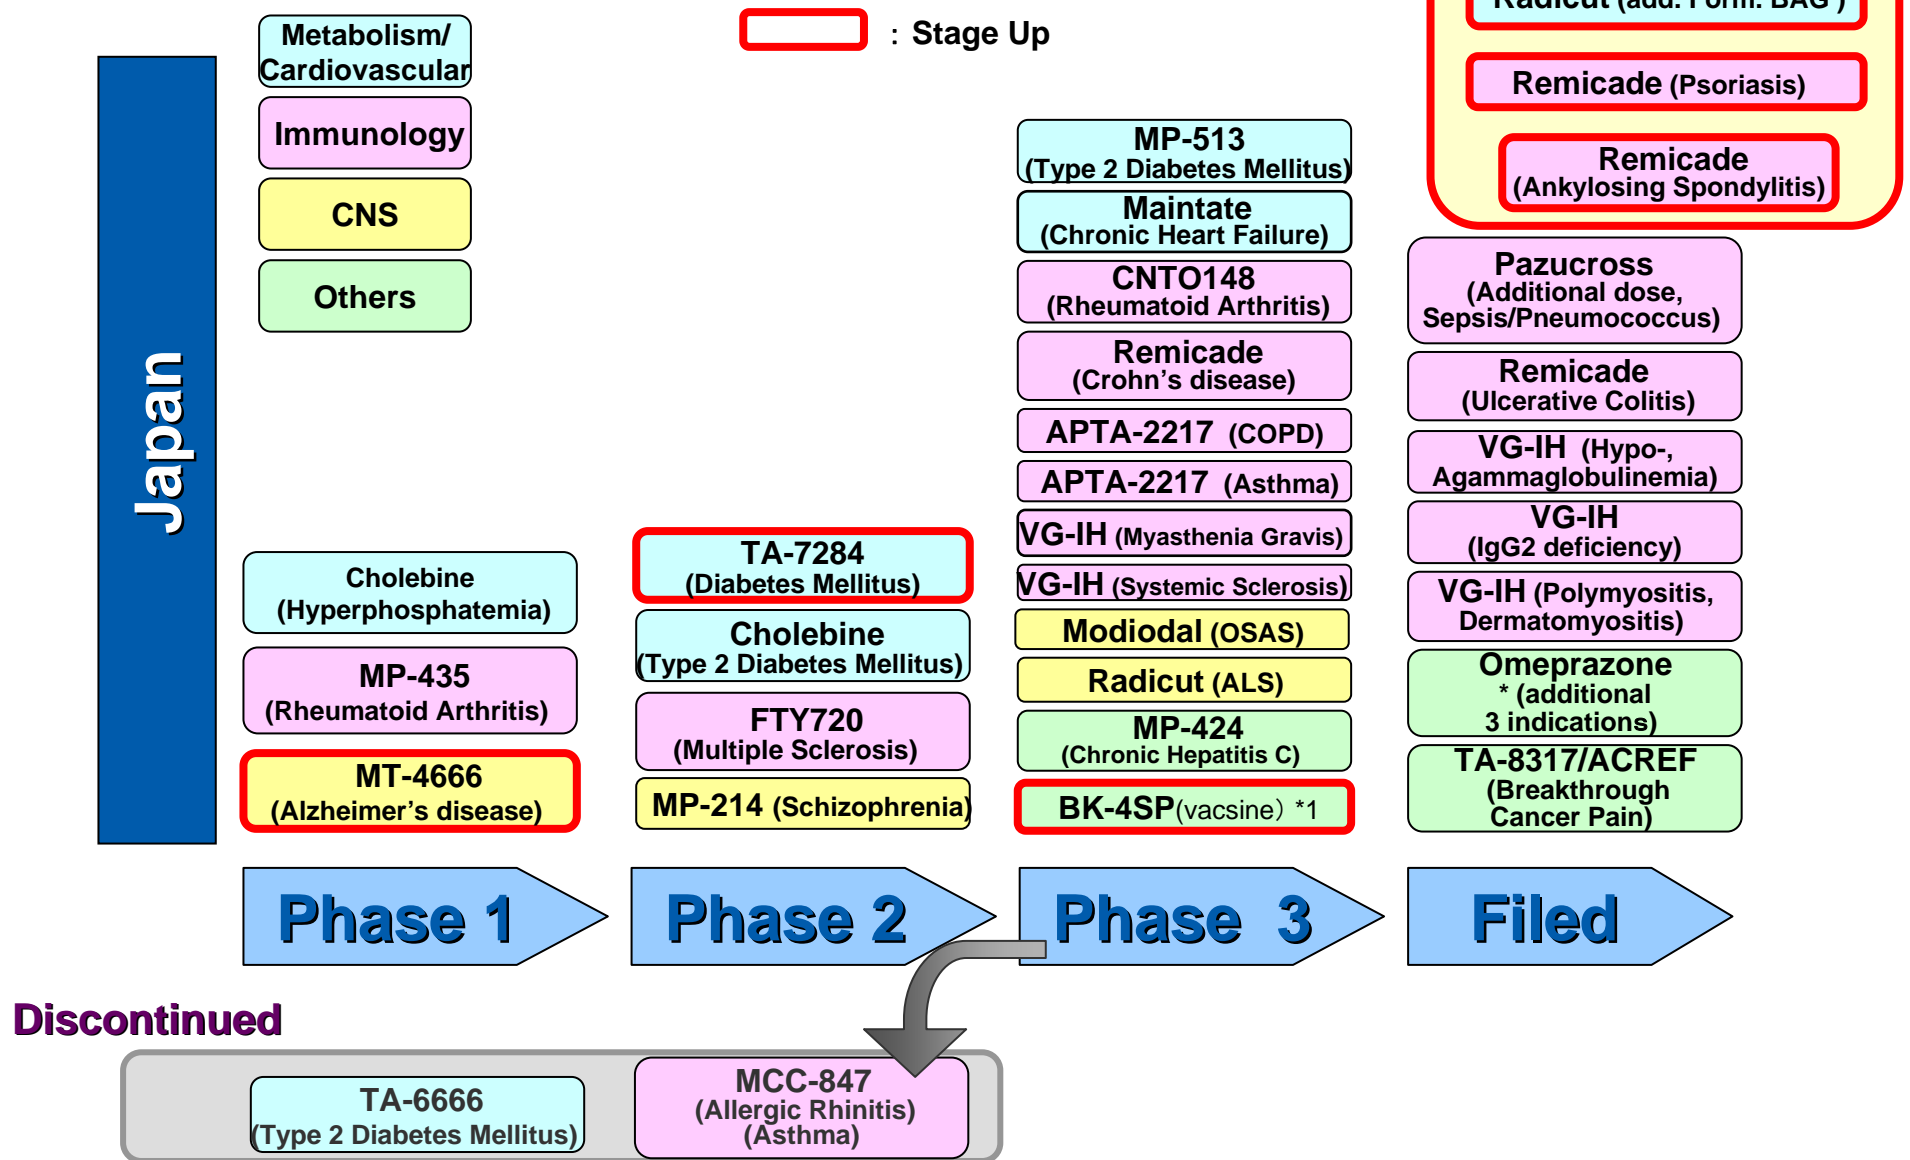 Metabolism/
Cardiovascular
Immunology
CNS
Others
: Stage Up
Radicut (add. Form. BAG )
Remicade (Psoriasis)
Remicade
(Ankylosing Spondylitis)
Japan
Cholebine
(Hyperphosphatemia)
MP-435
(Rheumatoid Arthritis)
MT-4666
(Alzheimer’s disease)
TA-7284
(Diabetes Mellitus)
Cholebine
(Type 2 Diabetes Mellitus)
FTY720
(Multiple Sclerosis)
MP-214 (Schizophrenia)
MP-513
(Type 2 Diabetes Mellitus)
Maintate
(Chronic Heart Failure)
CNTO148
(Rheumatoid Arthritis)
Remicade
(Crohn’s disease)
APTA-2217 (COPD)
APTA-2217 (Asthma)
VG-IH (Myasthenia Gravis)
VG-IH (Systemic Sclerosis)
Modiodal (OSAS)
Radicut (ALS)
MP-424
(Chronic Hepatitis C)
BK-4SP(vacsine）*1
Pazucross
(Additional dose,
Sepsis/Pneumococcus)
Remicade
(Ulcerative Colitis)
VG-IH (Hypo-,
Agammaglobulinemia)
VG-IH
(IgG2 deficiency)
VG-IH (Polymyositis,
Dermatomyositis)
Omeprazone
* (additional
3 indications)
TA-8317/ACREF
(Breakthrough
Cancer Pain)
Phase 1
Phase 2
Phase 3
Filed
Discontinued
TA-6666
(Type 2 Diabetes Mellitus)
MCC-847
(Allergic Rhinitis)
(Asthma)